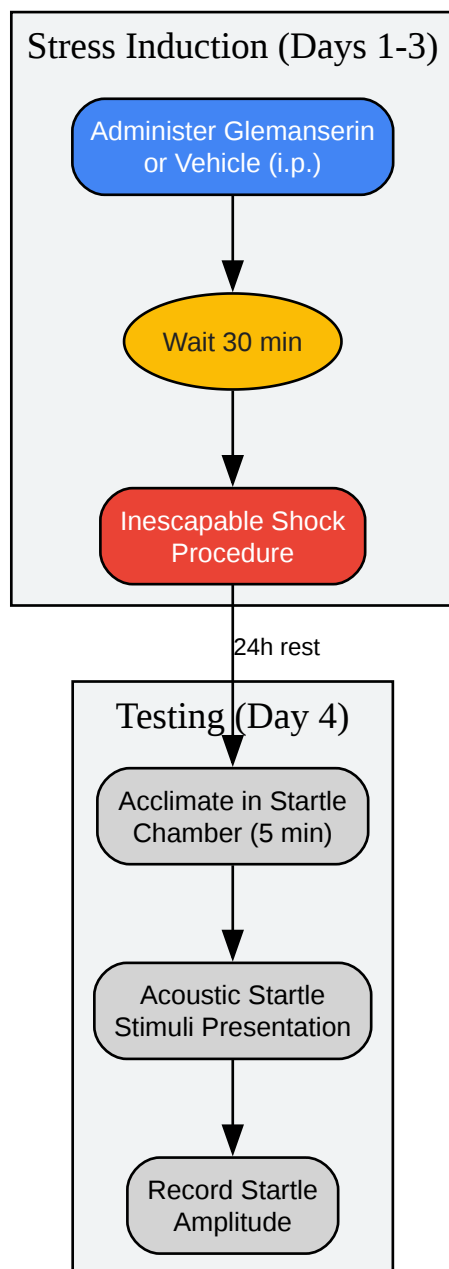 Stress Induction (Days 1-3)
Administer Glemanserin
or Vehicle (i.p.)
Wait 30 min
Inescapable Shock
Procedure
24h rest
Testing (Day 4)
Acclimate in Startle
Chamber (5 min)
Acoustic Startle
Stimuli Presentation
Record Startle
Amplitude